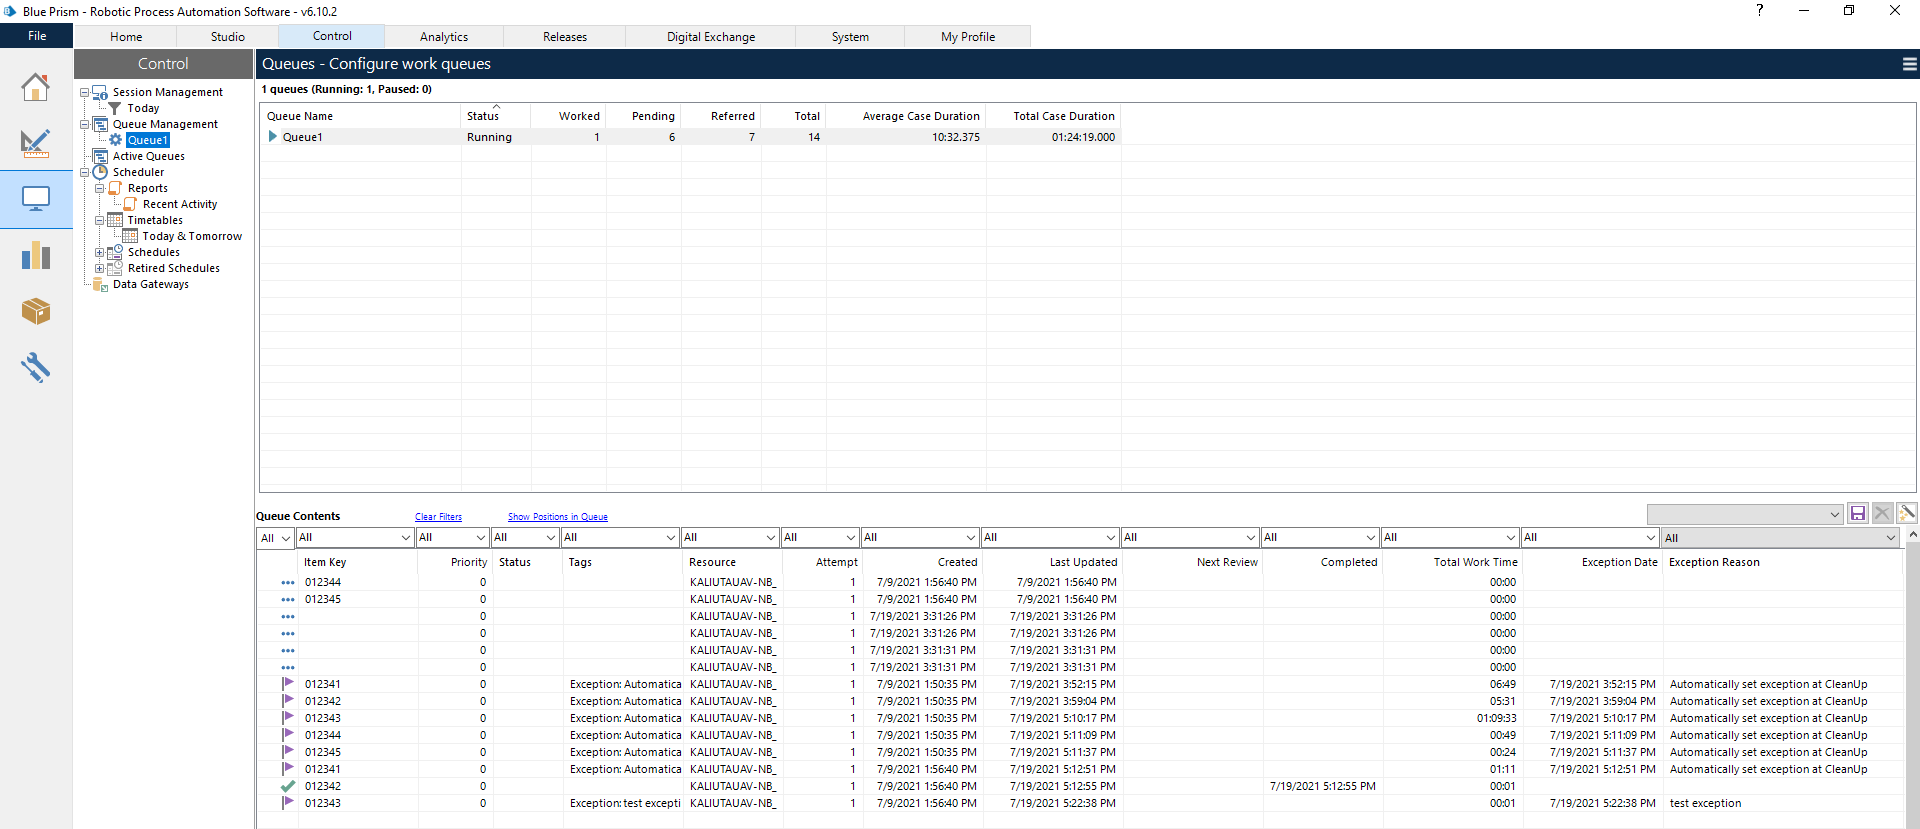 Blue Prism - Robotic Process Automation Software - v6.10.2
File Home Studio Control Analytics Releases Digital Exchange System My Profile
Control
Session Management
Today
Queue Management
Queue1
Active Queues
Scheduler
Reports
Recent Activity
Timetables
Today & Tomorrow
Schedules
Retired Schedules
Data Gateways
Queues - Configure work queues
1 queues (Running: 1, Paused: 0)
Queue Name Status Worked Pending Referred Total Average Case Duration Total Case Duration
Queue1 Running 1 6 7 14 10:32.375 01:24:19.000
Queue Contents Clear Filters Show Positions in Queue
All All All All All All All All All All All All All All
Item Key Priority Status Tags Resource Attempt Created Last Updated Next Review Completed Total Work Time Exception Date Exception Reason
012344 0 KALIUTAUAV-NB_ 1 7/9/2021 1:56:40 PM 7/9/2021 1:56:40 PM 00:00
012345 0 KALIUTAUAV-NB_ 1 7/9/2021 1:56:40 PM 7/9/2021 1:56:40 PM 00:00
0 KALIUTAUAV-NB_ 1 7/19/2021 3:31:26 PM 7/19/2021 3:31:26 PM 00:00
0 KALIUTAUAV-NB_ 1 7/19/2021 3:31:26 PM 7/19/2021 3:31:26 PM 00:00
0 KALIUTAUAV-NB_ 1 7/19/2021 3:31:31 PM 7/19/2021 3:31:31 PM 00:00
0 KALIUTAUAV-NB_ 1 7/19/2021 3:31:31 PM 7/19/2021 3:31:31 PM 00:00
012341 0 Exception: Automatica KALIUTAUAV-NB_ 1 7/9/2021 1:50:35 PM 7/19/2021 3:52:15 PM 06:49 7/19/2021 3:52:15 PM Automatically set exception at CleanUp
012342 0 Exception: Automatica KALIUTAUAV-NB_ 1 7/9/2021 1:50:35 PM 7/19/2021 3:59:04 PM 05:31 7/19/2021 3:59:04 PM Automatically set exception at CleanUp
012343 0 Exception: Automatica KALIUTAUAV-NB_ 1 7/9/2021 1:50:35 PM 7/19/2021 5:10:17 PM 01:09:33 7/19/2021 5:10:17 PM Automatically set exception at CleanUp
012344 0 Exception: Automatica KALIUTAUAV-NB_ 1 7/9/2021 1:50:35 PM 7/19/2021 5:11:09 PM 00:49 7/19/2021 5:11:09 PM Automatically set exception at CleanUp
012345 0 Exception: Automatica KALIUTAUAV-NB_ 1 7/9/2021 1:50:35 PM 7/19/2021 5:11:37 PM 00:24 7/19/2021 5:11:37 PM Automatically set exception at CleanUp
012341 0 Exception: Automatica KALIUTAUAV-NB_ 1 7/9/2021 1:56:40 PM 7/19/2021 5:12:51 PM 01:11 7/19/2021 5:12:51 PM Automatically set exception at CleanUp
012342 0 KALIUTAUAV-NB_ 1 7/9/2021 1:56:40 PM 7/19/2021 5:12:55 PM 7/19/2021 5:12:55 PM 00:01
012343 0 Exception: test excepti KALIUTAUAV-NB_ 1 7/9/2021 1:56:40 PM 7/19/2021 5:22:38 PM 00:01 7/19/2021 5:22:38 PM test exception